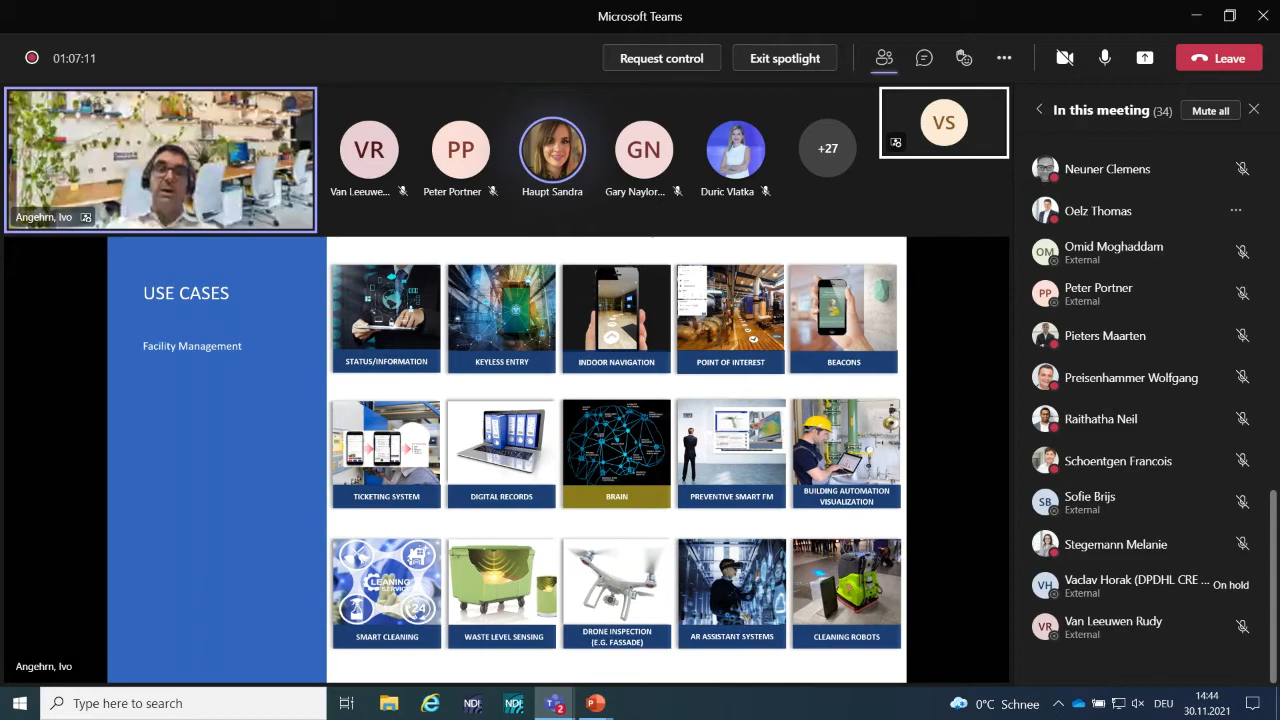 Microsoft Teams
01:07:11
Request control
Exit spotlight
Leave
Angehrn, Ivo
VR
Van Leeuwe...
PP
Peter Portner
Haupt Sandra
GN
Gary Naylor...
Duric Vlatka
+27
VS
In this meeting (34)
Mute all
Neuner Clemens
Oelz Thomas
OM
Omid Moghaddam
External
PP
Peter Portner
External
Pieters Maarten
Preisenhammer Wolfgang
Raithatha Neil
Schoentgen Francois
SB
Sofie Brijs
External
Stegemann Melanie
VH
Vaclav Horak (DPDHL CRE ...
External
On hold
VR
Van Leeuwen Rudy
External
USE CASES
Facility Management
STATUS/INFORMATION
KEYLESS ENTRY
INDOOR NAVIGATION
POINT OF INTEREST
BEACONS
TICKETING SYSTEM
DIGITAL RECORDS
BRAIN
PREVENTIVE SMART FM
BUILDING AUTOMATION
VISUALIZATION
LEANING
SERVICE
24
SMART CLEANING
WASTE LEVEL SENSING
DRONE INSPECTION
(E.G. FASSADE)
AR ASSISTANT SYSTEMS
CLEANING ROBOTS
Angehrn, Ivo
Type here to search
NDF
NDF
2
0°C Schnee
DEU
14:44
30.11.2021